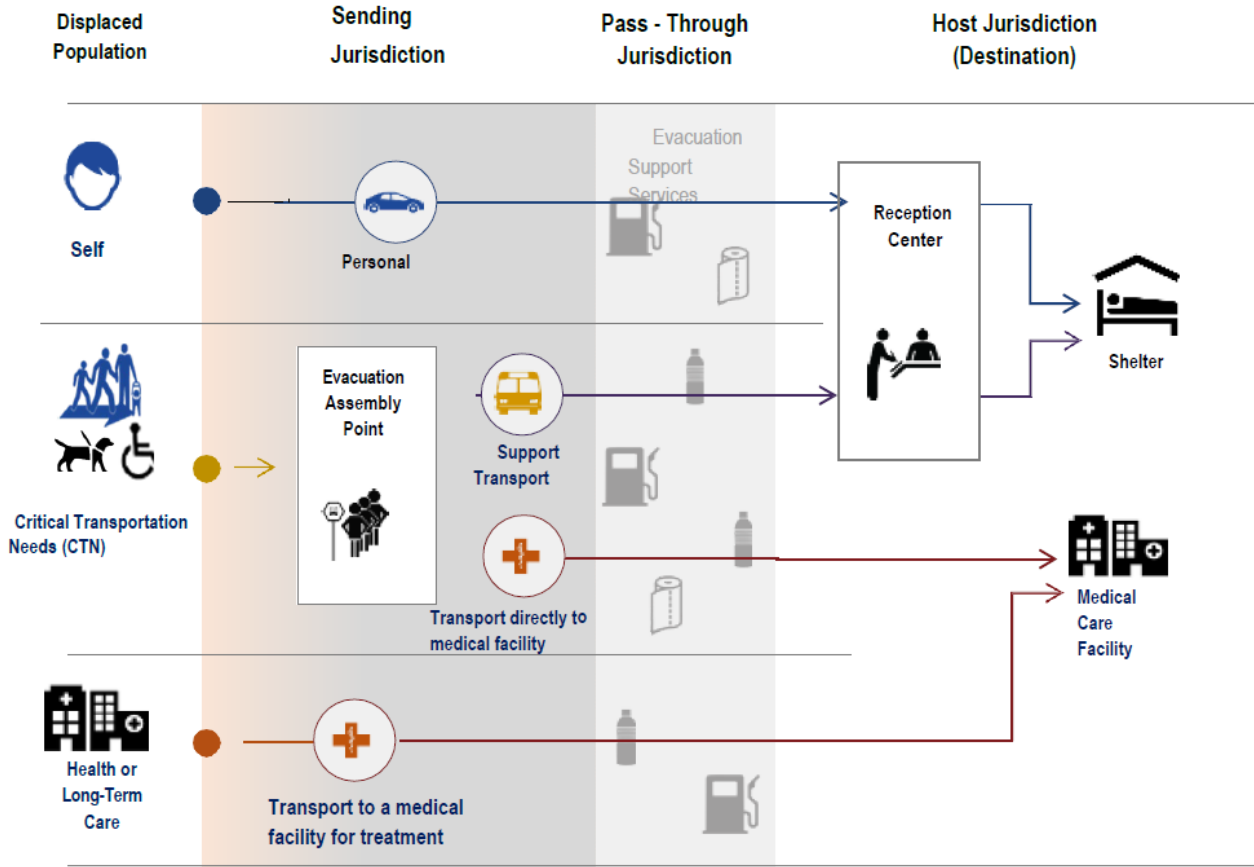 Displaced
Population
Sending
Jurisdiction
Pass - Through
Jurisdiction
Host Jurisdiction
(Destination)
Self
Personal
Evacuation
Support
Services
Reception
Center
Shelter
Critical Transportation
Needs (CTN)
Evacuation
Assembly
Point
Support
Transport
Transport directly to
medical facility
Medical
Care
Facility
Health or
Long-Term
Care
Transport to a medical
facility for treatment